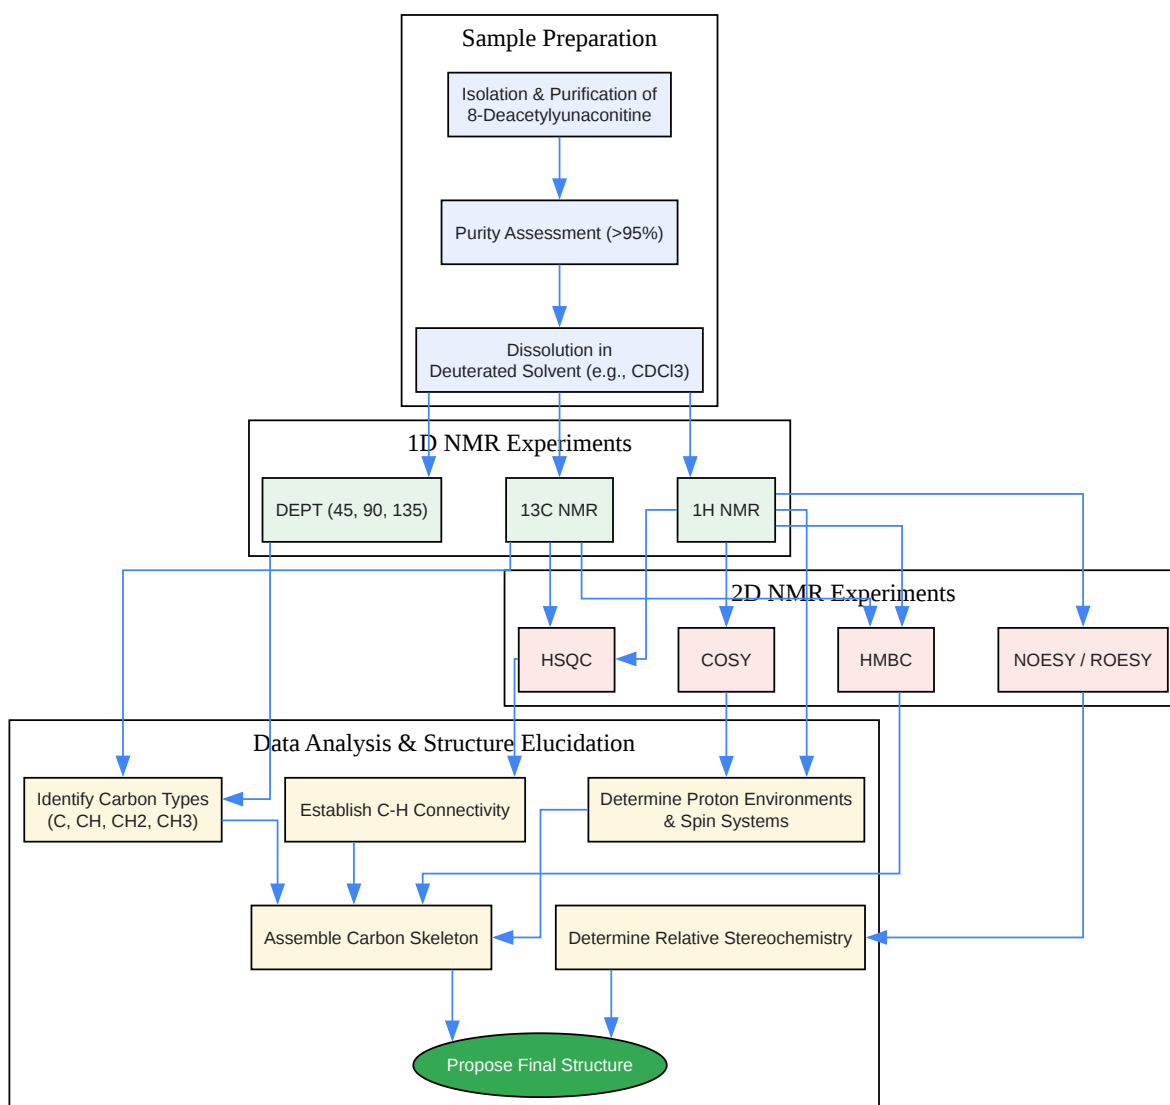 Sample Preparation
Isolation & Purification of
8-Deacetylyunaconitine
Purity Assessment (>95%)
Dissolution in
Deuterated Solvent (e.g., CDCl3)
1D NMR Experiments
DEPT (45, 90, 135)
13C NMR
1H NMR
2D NMR Experiments
HSQC
COSY
HMBC
NOESY / ROESY
Data Analysis & Structure Elucidation
Identify Carbon Types
(C, CH, CH2, CH3)
Establish C-H Connectivity
Determine Proton Environments
& Spin Systems
Assemble Carbon Skeleton
Determine Relative Stereochemistry
Propose Final Structure